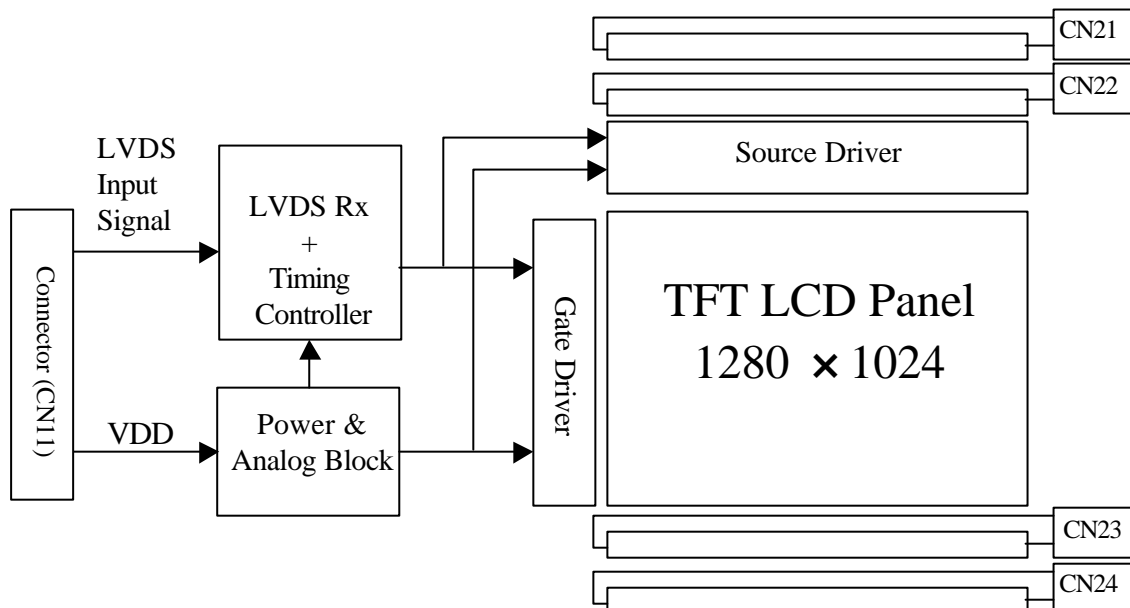 CN21
CN22
LVDS
Input
Signal
LVDS Rx
+
Timing
Controller
Source Driver
Connector (CN11)
Gate Driver
TFT LCD Panel
1280 × 1024
VDD
Power &
Analog Block
CN23
CN24